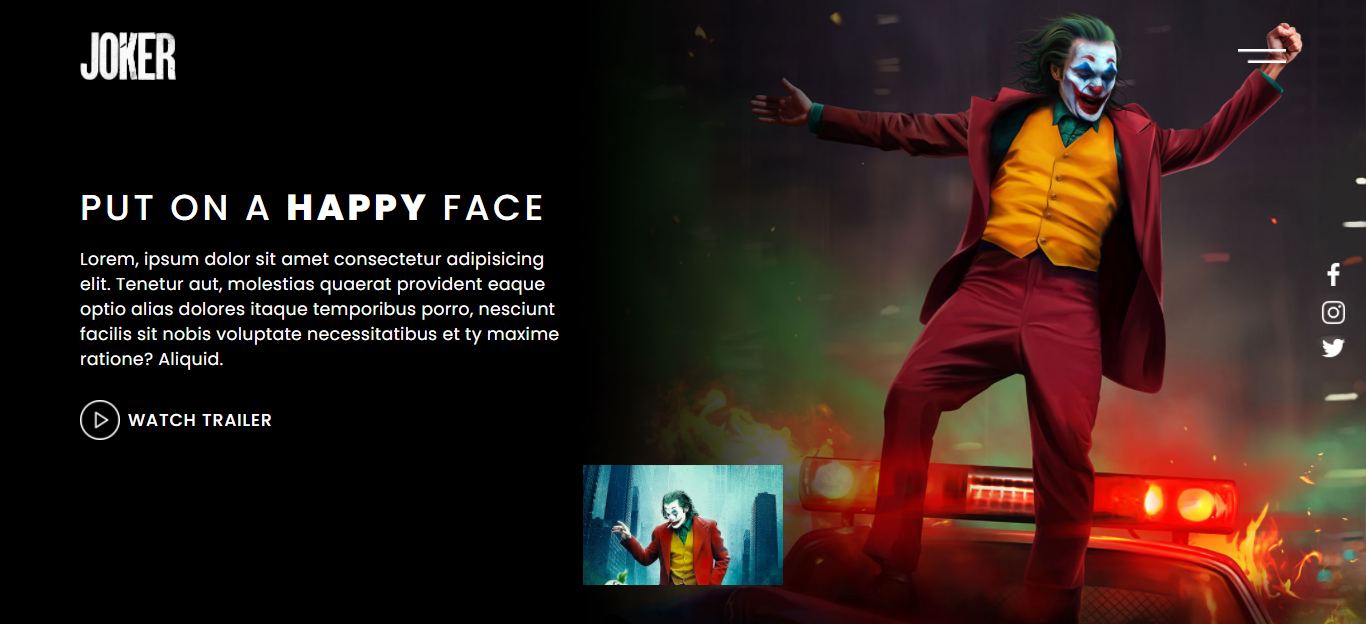 JOKER
PUT ON A HAPPY FACE
Lorem, ipsum dolor sit amet consectetur adipisicing
elit. Tenetur aut, molestias quaerat provident eaque
optio alias dolores itaque temporibus porro, nesciunt
facilis sit nobis voluptate necessitatibus et ty maxime
ratione? Aliquid.
WATCH TRAILER